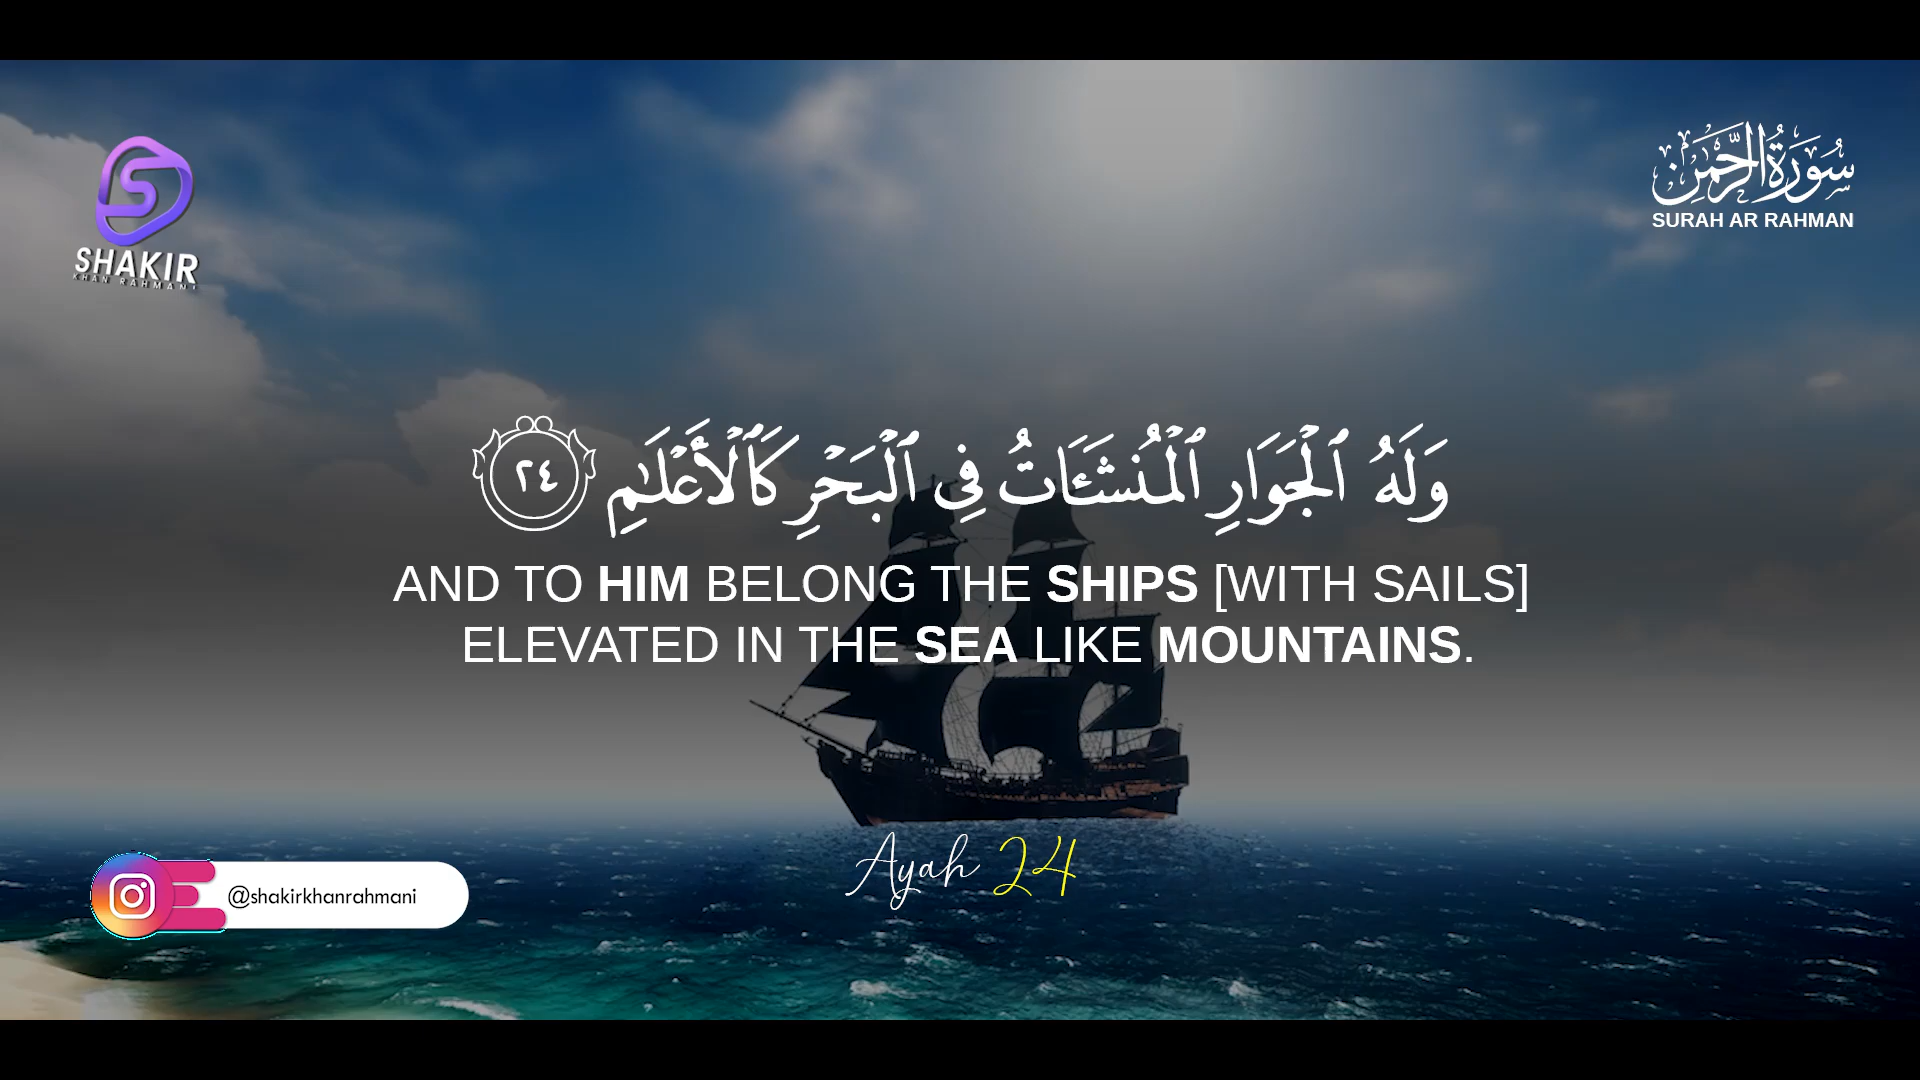 سُورَةُ الرَّحْمَٰن
SURAH AR RAHMAN
SHAKIR
KHAN RAHMANI
وَلَهُ ٱلْجَوَارِ ٱلْمُنشَـَٔاتُ فِى ٱلْبَحْرِ كَٱلْأَعْلَـٰمِ ٢٤
AND TO HIM BELONG THE SHIPS [WITH SAILS]
ELEVATED IN THE SEA LIKE MOUNTAINS.
Ayah 24
@shakirkhanrahmani